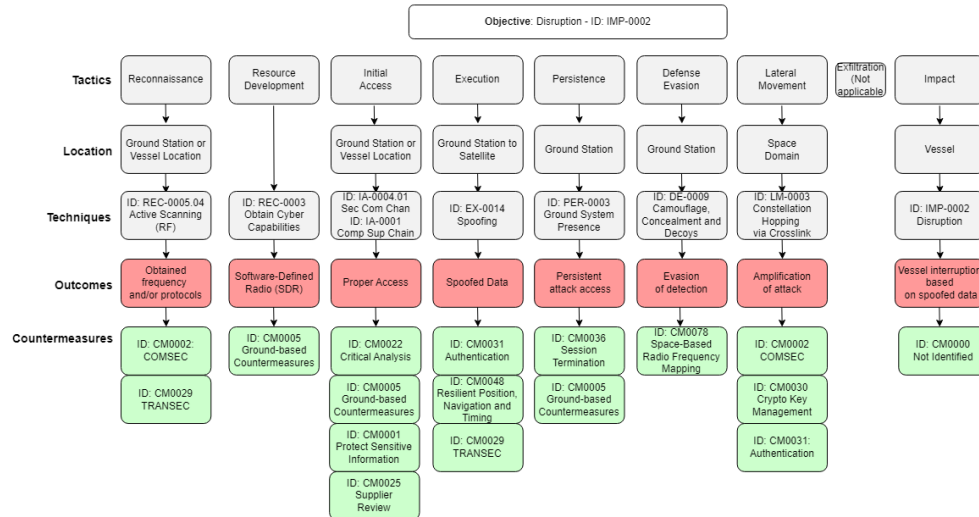 Objective: Disruption - ID: IMP-0002
Tactics
Reconnaissance
Resource
Development
Initial
Access
Execution
Persistence
Defense
Evasion
Lateral
Movement
Exfiltration
(Not
applicable
Impact
Location
Ground Station or
Vessel Location
Ground Station or
Vessel Location
Ground Station to
Satellite
Ground Station
Ground Station
Space
Domain
Vessel
Techniques
ID: REC-0005.04
Active Scanning
(RF)
ID: REC-0003
Obtain Cyber
Capabilities
ID: IA-0004.01
Sec Com Chan
ID: IA-0001
Comp Sup Chain
ID: EX-0014
Spoofing
ID: PER-0003
Ground System
Presence
ID: DE-0009
Camouflage,
Concealment and
Decoys
ID: LM-0003
Constellation
Hopping
via Crosslink
ID: IMP-0002
Disruption
Outcomes
Obtained
frequency
and/or protocols
Software-Defined
Radio (SDR)
Proper Access
Spoofed Data
Persistent
attack access
Evasion
of detection
Amplification
of attack
Vessel interruption
based
on spoofed data
Countermeasures
ID: CM0002:
COMSEC
ID: CM0029
TRANSEC
ID: CM0005
Ground-based
Countermeasures
ID: CM0022
Critical Analysis
ID: CM0005
Ground-based
Countermeasures
ID: CM0001
Protect Sensitive
Information
ID: CM0025
Supplier
Review
ID: CM0031
Authentication
ID: CM0048
Resilient Position,
Navigation and
Timing
ID: CM0029
TRANSEC
ID: CM0036
Session
Termination
ID: CM0005
Ground-based
Countermeasures
ID: CM0078
Space-Based
Radio Frequency
Mapping
ID: CM0002
COMSEC
ID: CM0030
Crypto Key
Management
ID: CM0031:
Authentication
ID: CM0000
Not Identified